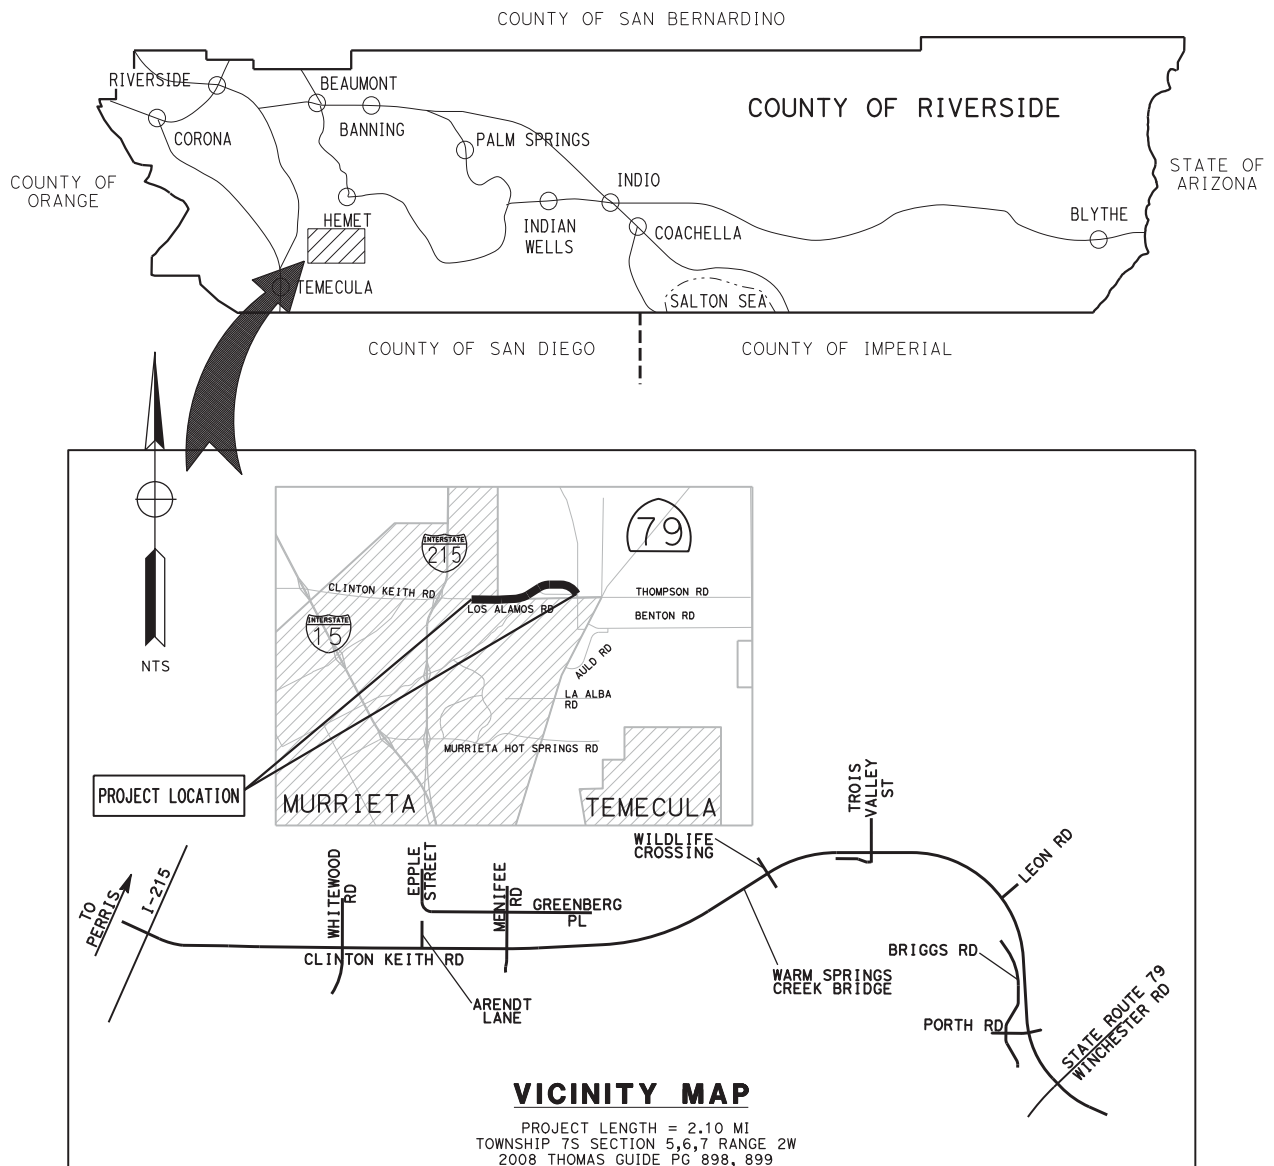 COUNTY OF SAN BERNARDINO
RIVERSIDE
BEAUMONT
COUNTY OF RIVERSIDE
CORONA
BANNING
PALM SPRINGS
STATE OF
ARIZONA
COUNTY OF
ORANGE
INDIO
HEMET
INDIAN
WELLS
COACHELLA
BLYTHE
TEMECULA
SALTON SEA
COUNTY OF SAN DIEGO
COUNTY OF IMPERIAL
NTS
79
INTERSTATE
215
CLINTON KEITH RD
THOMPSON RD
LOS ALAMOS RD
BENTON RD
INTERSTATE
15
AULD RD
LA ALBA
RD
MURRIETA HOT SPRINGS RD
PROJECT LOCATION
MURRIETA
TEMECULA
TROIS
VALLEY
ST
WILDLIFE
CROSSING
LEON RD
TO
PERRIS
I-215
WHITEWOOD
RD
EPPLE
STREET
MENIFEE
RD
GREENBERG
PL
CLINTON KEITH RD
BRIGGS RD
WARM SPRINGS
CREEK BRIDGE
ARENDT
LANE
PORTH RD
STATE ROUTE 79
WINCHESTER RD
VICINITY MAP
PROJECT LENGTH = 2.10 MI
TOWNSHIP 7S SECTION 5,6,7 RANGE 2W
2008 THOMAS GUIDE PG 898, 899